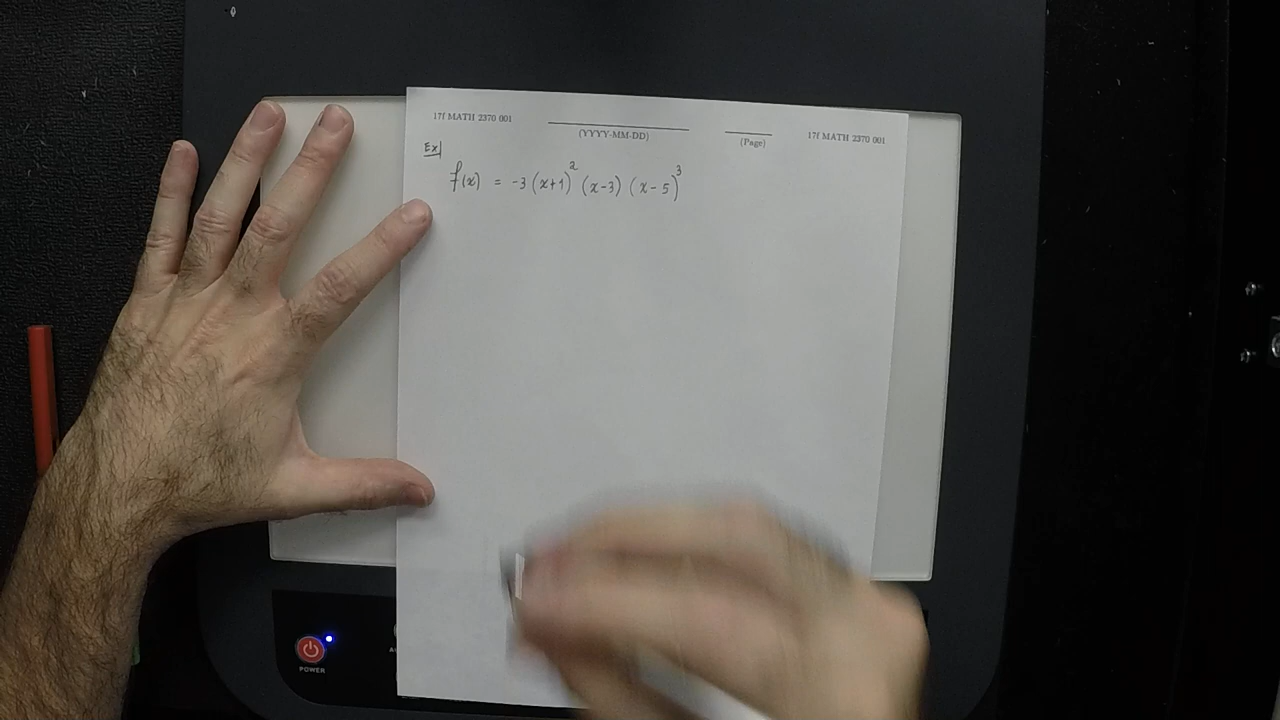 17f MATH 2370 001
(YYYY-MM-DD)
(Page)
17f MATH 2370 001
Ex
f(x) = -3(x+1)² (x-3) (x-5)³
POWER